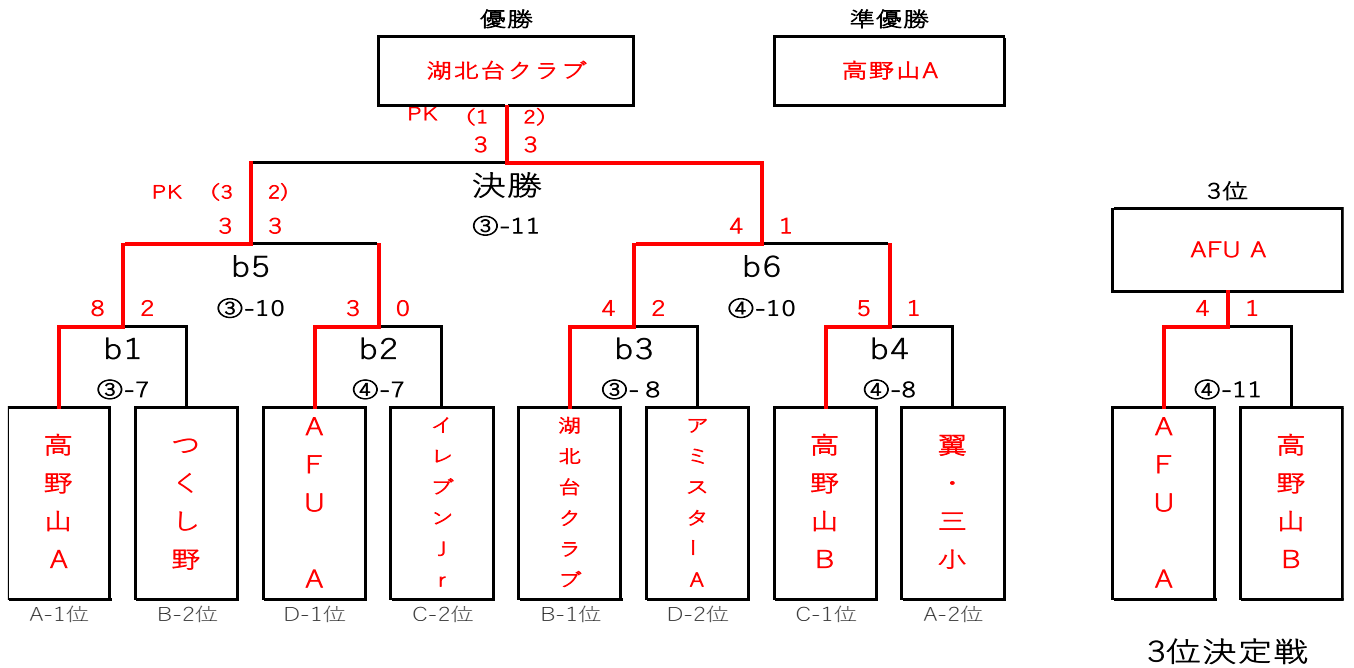 優勝
準優勝
湖北台クラブ
高野山A
PK (1 2)
3 3
決勝
③-11
PK (3 2)
3 3
4 1
3位
AFU A
b5
③-10
b6
④-10
8 2
3 0
4 2
5 1
4 1
b1
③-7
b2
④-7
b3
③-8
b4
④-8
④-11
高野山A
つくし野
AFU A
イレブンJr
湖北台クラブ
アミスターA
高野山B
翼・三小
AFU A
高野山B
A-1位
B-2位
D-1位
C-2位
B-1位
D-2位
C-1位
A-2位
3位決定戦